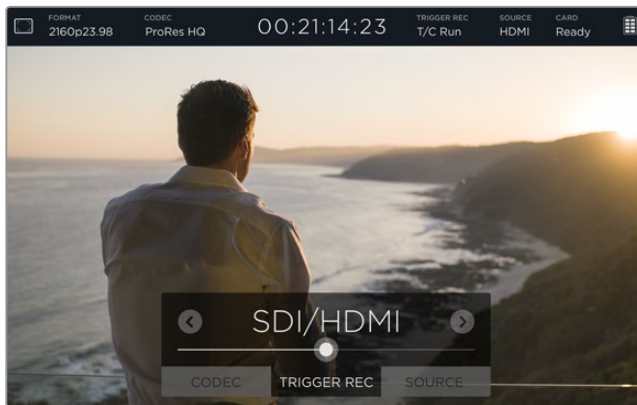 FORMAT CODEC 00:21:14:23 TRIGGER REC SOURCE CARD
2160p23.98 ProRes HQ T/C Run HDMI Ready
SDI/HDMI
CODEC TRIGGER REC SOURCE